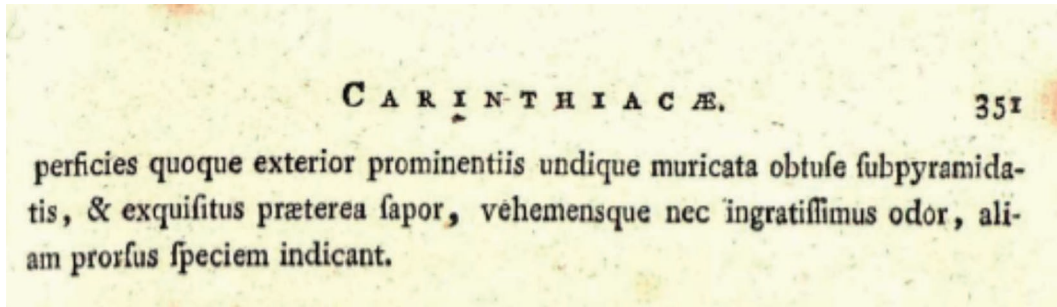 CARINTHIACÆ. 351
perficies quoque exterior prominentiis undique muricata obtuſe ſubpyramida-
tis, & exquiſitus præterea ſapor, vehemensque nec ingratiſſimus odor, ali-
am prorſus ſpeciem indicant.